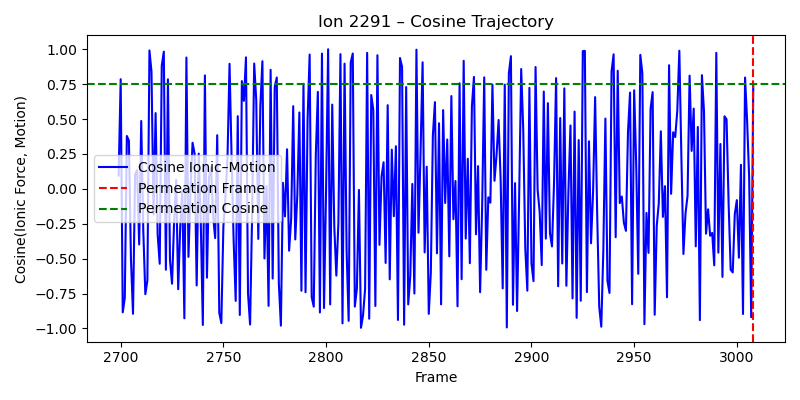 Ion 2291 – Cosine Trajectory
Cosine(Ionic Force, Motion)
1.00
0.75
0.50
0.25
0.00
−0.25
−0.50
−0.75
−1.00
Cosine Ionic–Motion
Permeation Frame
Permeation Cosine
2700 2750 2800 2850 2900 2950 3000
Frame